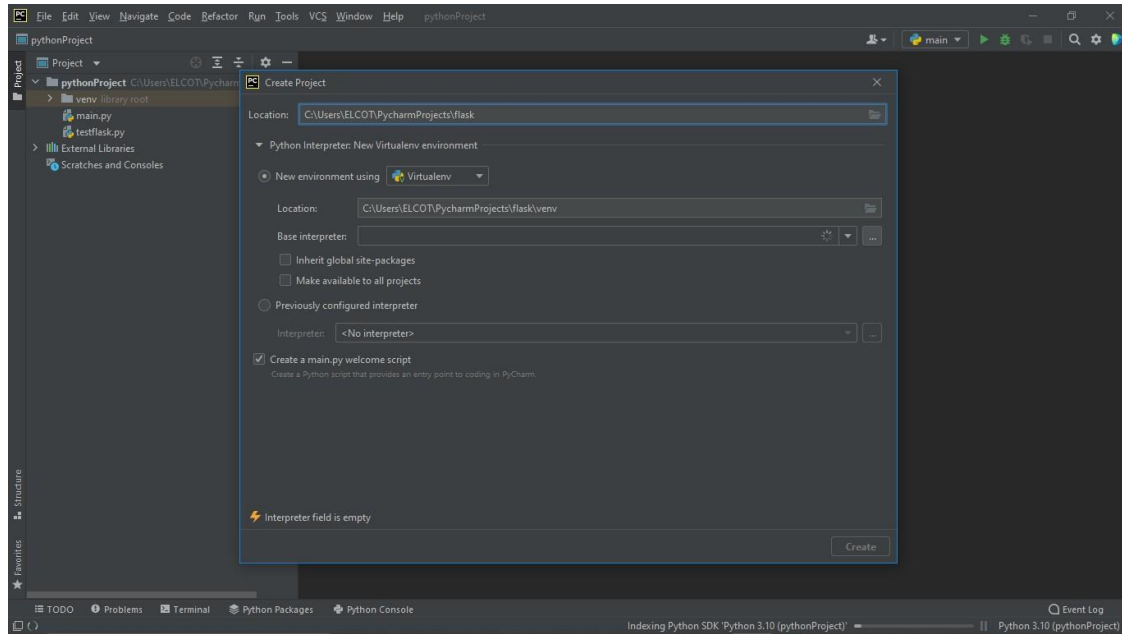 PC File Edit View Navigate Code Refactor Run Tools VCS Window Help pythonProject
pythonProject
main
Project
Project
pythonProject C:\Users\ELCOT\Pycharm
venv library root
main.py
testflask.py
External Libraries
Scratches and Consoles
PC Create Project
Location: C:\Users\ELCOT\PycharmProjects\flask
Python Interpreter: New Virtualenv environment
New environment using Virtualenv
Location: C:\Users\ELCOT\PycharmProjects\flask\venv
Base interpreter: ...
Inherit global site-packages
Make available to all projects
Previously configured interpreter
Interpreter: <No interpreter> ...
Create a main.py welcome script
Create a Python script that provides an entry point to coding in PyCharm.
Interpreter field is empty
Create
Structure
Favorites
TODO Problems Terminal Python Packages Python Console Event Log
Indexing Python SDK 'Python 3.10 (pythonProject)' Python 3.10 (pythonProject)